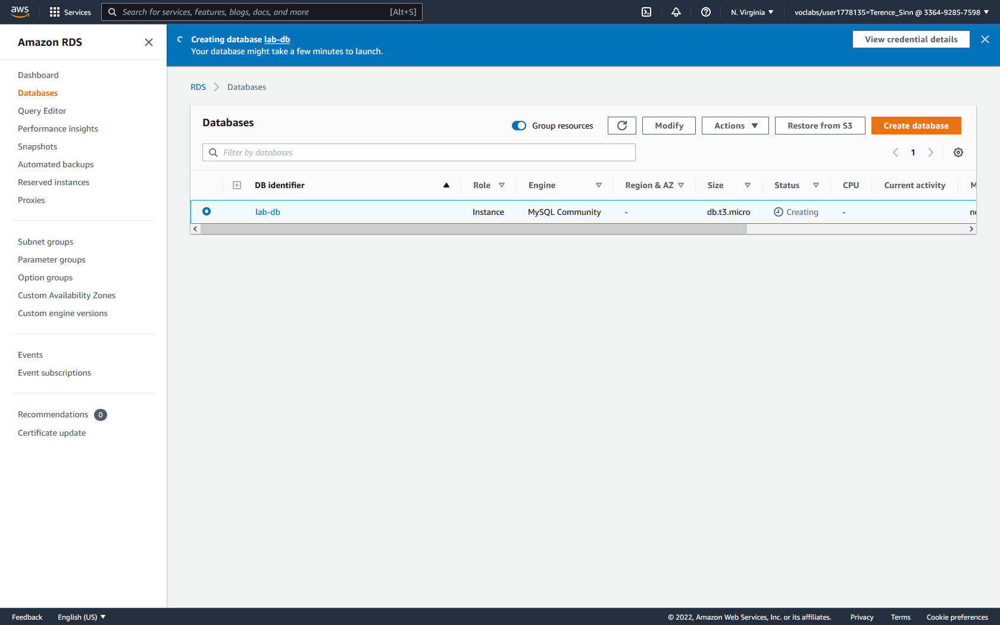 aws
Services
Search for services, features, blogs, docs, and more
[Alt+S]
N. Virginia
voclabs/user1778135=Terence_Sinn @ 3364-9285-7598
Amazon RDS
Dashboard
Databases
Query Editor
Performance insights
Snapshots
Automated backups
Reserved instances
Proxies
Subnet groups
Parameter groups
Option groups
Custom Availability Zones
Custom engine versions
Events
Event subscriptions
Recommendations 0
Certificate update
Creating database lab-db
Your database might take a few minutes to launch.
View credential details
RDS
Databases
Databases
Group resources
Modify
Actions
Restore from S3
Create database
Filter by databases
1
DB identifier Role Engine Region & AZ Size Status CPU Current activity
lab-db Instance MySQL Community - db.t3.micro Creating -
Feedback
English (US)
© 2022, Amazon Web Services, Inc. or its affiliates.
Privacy
Terms
Cookie preferences